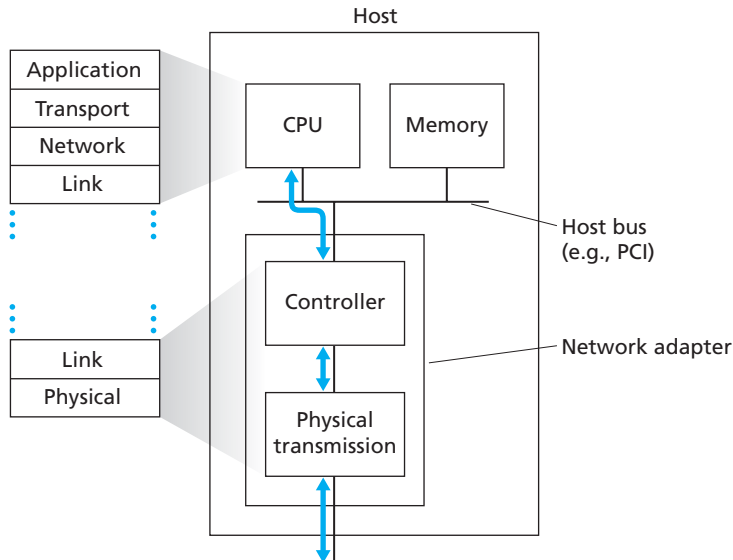 Host
Application
Transport
Network
Link
CPU
Memory
Host bus
(e.g., PCI)
Controller
Link
Physical
Network adapter
Physical
transmission